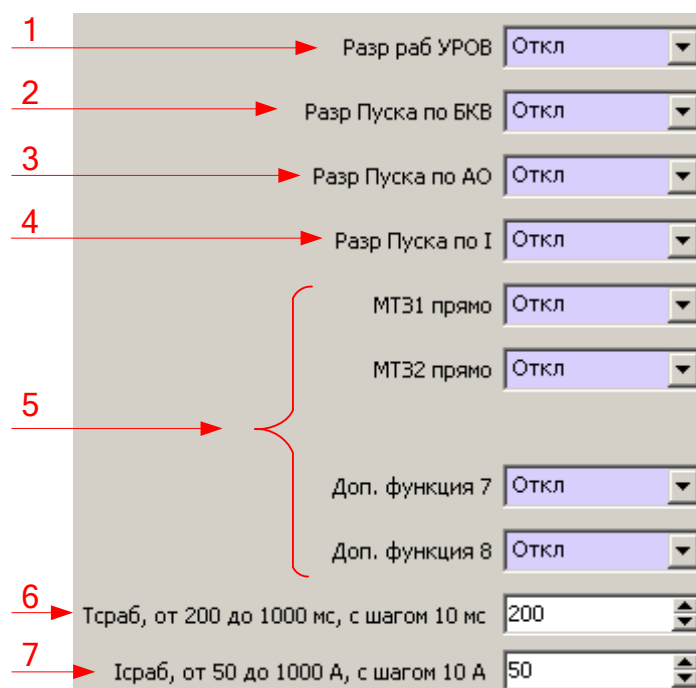 1 Разр раб УРОВ Откл
2 Разр Пуска по БКВ Откл
3 Разр Пуска по АО Откл
4 Разр Пуска по I Откл
МТЗ1 прямо Откл
МТЗ2 прямо Откл
5
Доп. функция 7 Откл
Доп. функция 8 Откл
6 Тсраб, от 200 до 1000 мс, с шагом 10 мс 200
7 Iсраб, от 50 до 1000 А, с шагом 10 А 50